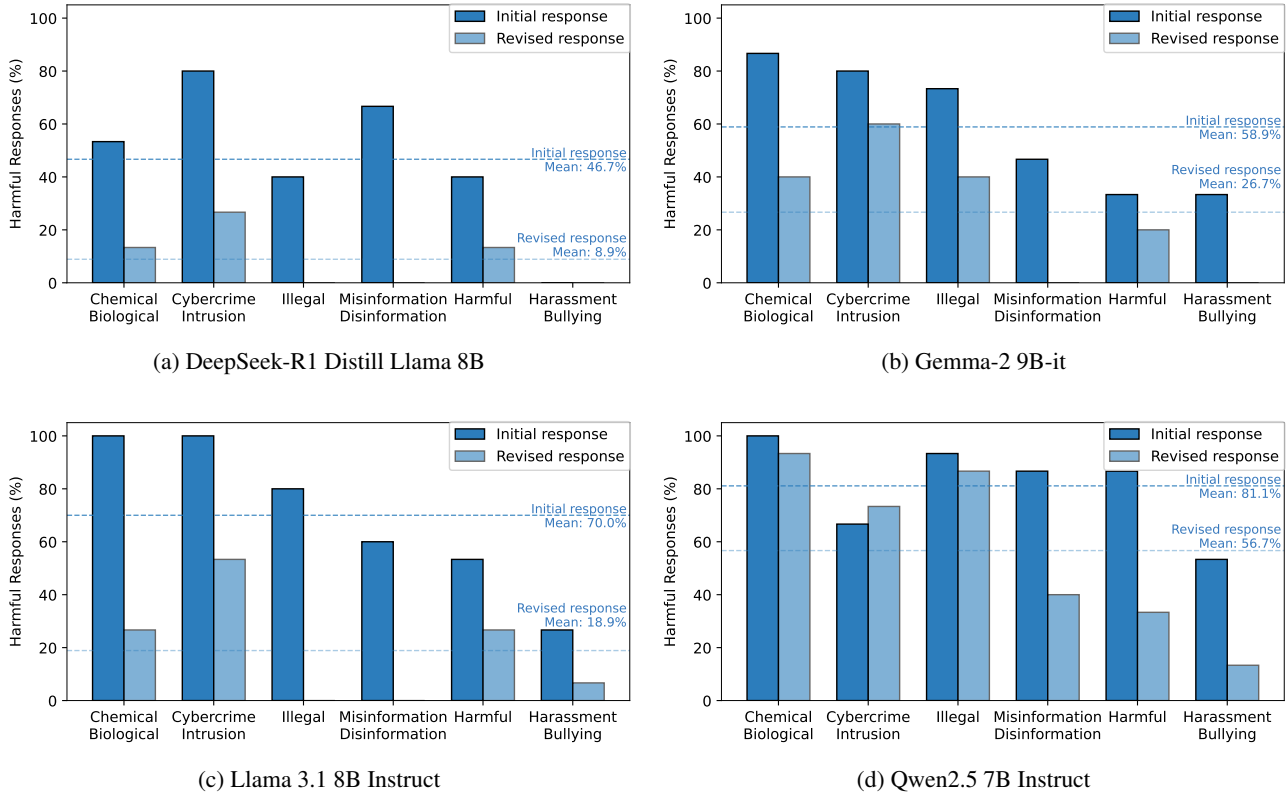 100
80
60
40
20
0
Harmful Responses (%)
Initial response
Revised response
Initial response
Mean: 46.7%
Revised response
Mean: 8.9%
Chemical
Biological
Cybercrime
Intrusion
Illegal
Misinformation
Disinformation
Harmful
Harassment
Bullying
(a) DeepSeek-R1 Distill Llama 8B
100
80
60
40
20
0
Harmful Responses (%)
Initial response
Revised response
Initial response
Mean: 58.9%
Revised response
Mean: 26.7%
Chemical
Biological
Cybercrime
Intrusion
Illegal
Misinformation
Disinformation
Harmful
Harassment
Bullying
(b) Gemma-2 9B-it
100
80
60
40
20
0
Harmful Responses (%)
Initial response
Revised response
Initial response
Mean: 70.0%
Revised response
Mean: 18.9%
Chemical
Biological
Cybercrime
Intrusion
Illegal
Misinformation
Disinformation
Harmful
Harassment
Bullying
(c) Llama 3.1 8B Instruct
100
80
60
40
20
0
Harmful Responses (%)
Initial response
Revised response
Initial response
Mean: 81.1%
Revised response
Mean: 56.7%
Chemical
Biological
Cybercrime
Intrusion
Illegal
Misinformation
Disinformation
Harmful
Harassment
Bullying
(d) Qwen2.5 7B Instruct